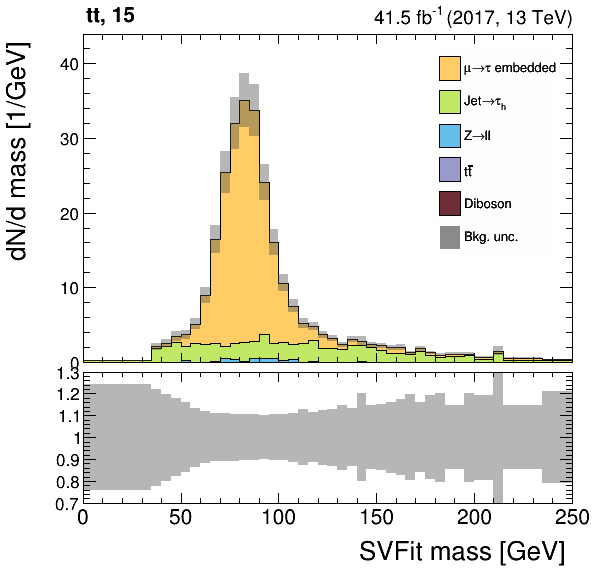 tt, 15
41.5 fb⁻¹ (2017, 13 TeV)
dN/d mass [1/GeV]
40
30
20
10
0
μ→τ embedded
Jet→τₕ
Z→ll
tt̅
Diboson
Bkg. unc.
1.3
1.2
1.1
1
0.9
0.8
0.7
0 50 100 150 200 250
SVFit mass [GeV]